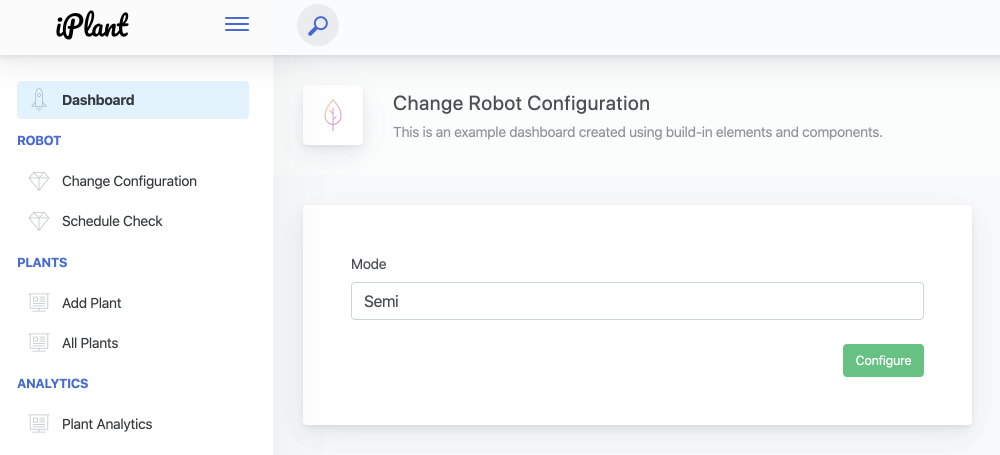 iPlant
Dashboard
ROBOT
Change Configuration
Schedule Check
PLANTS
Add Plant
All Plants
ANALYTICS
Plant Analytics
Change Robot Configuration
This is an example dashboard created using build-in elements and components.
Mode
Semi
Configure